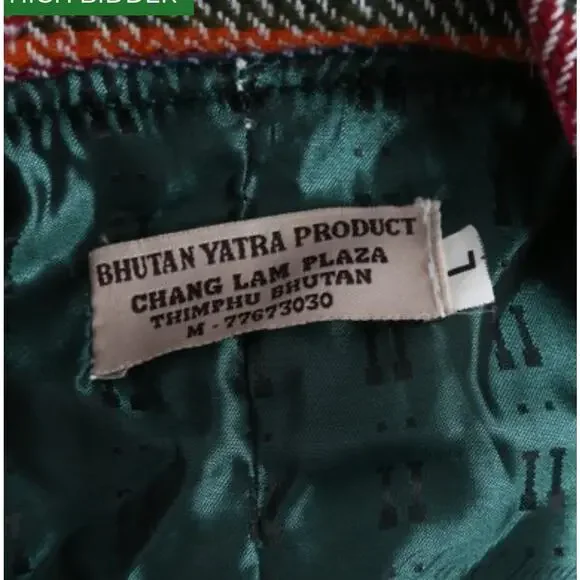 HIGH BIDDER
BHUTAN YATRA PRODUCT
CHANG LAM PLAZA
THIMPHU BHUTAN
M - 77673030
L